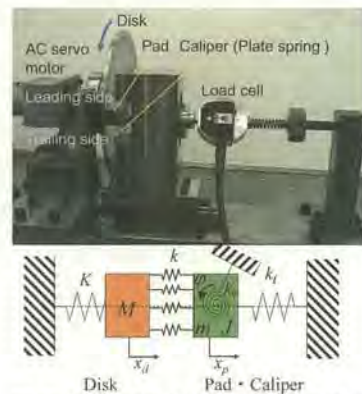 Disk
AC servo
motor
Pad Caliper (Plate spring )
Leading side
Load cell
Trailing side
k
K
M
φ
k_t
m I
x_d
x_p
Disk
Pad・Caliper